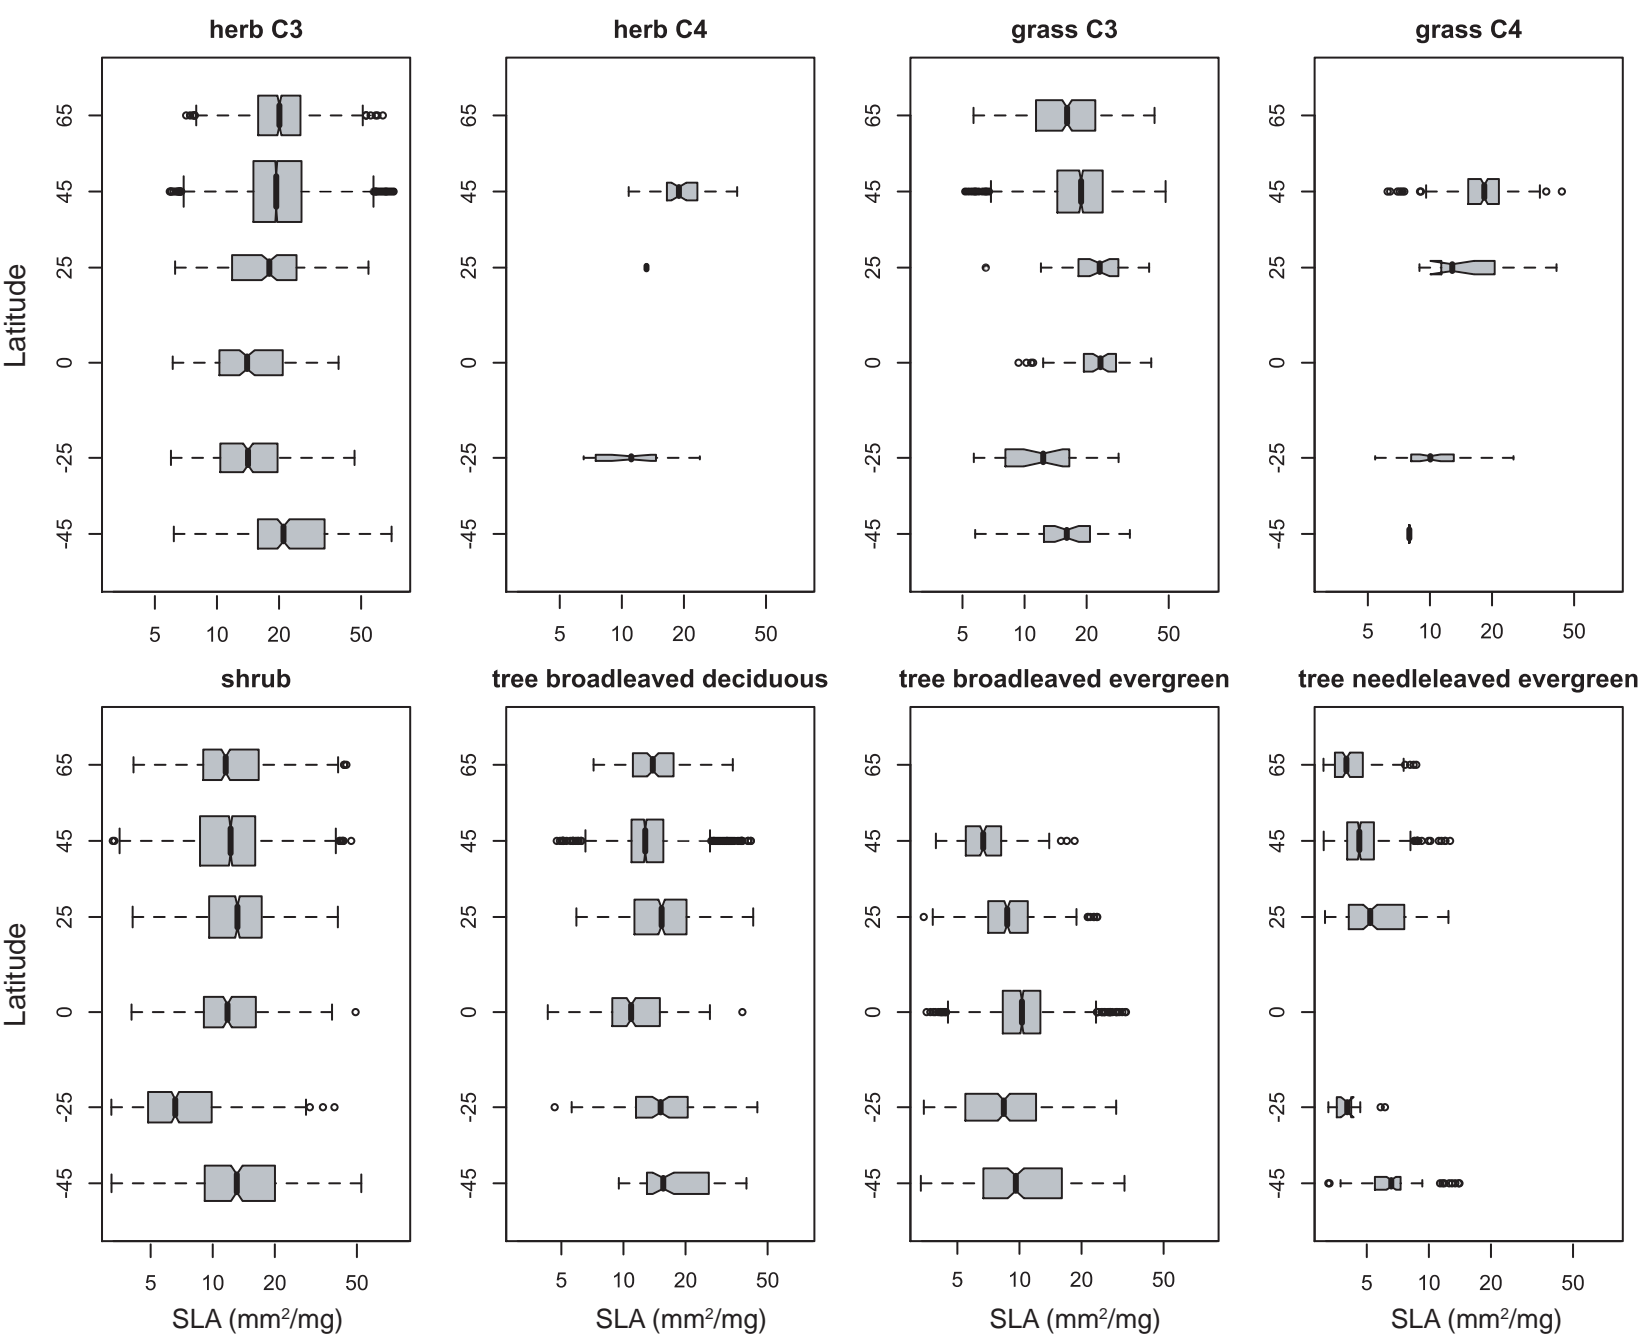 herb C3 herb C4 grass C3 grass C4
Latitude
65 65 65 65
45 45 45 45
25 25 25 25
0 0 0 0
-25 -25 -25 -25
-45 -45 -45 -45
5 10 20 50 5 10 20 50 5 10 20 50 5 10 20 50
shrub tree broadleaved deciduous tree broadleaved evergreen tree needleleaved evergreen
Latitude
65 65 65 65
45 45 45 45
25 25 25 25
0 0 0 0
-25 -25 -25 -25
-45 -45 -45 -45
5 10 20 50 5 10 20 50 5 10 20 50 5 10 20 50
SLA (mm²/mg) SLA (mm²/mg) SLA (mm²/mg) SLA (mm²/mg)